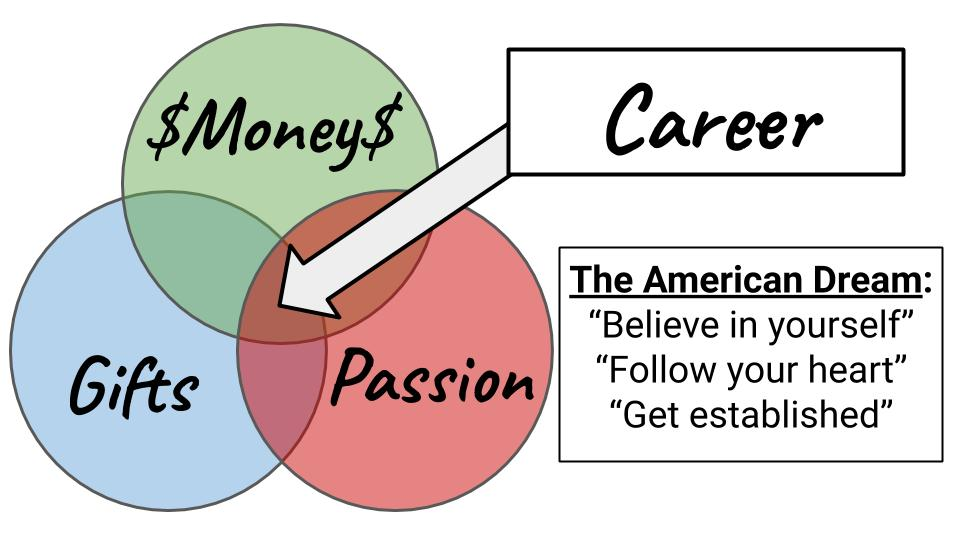 $Money$
Career
Gifts
Passion
The American Dream:
“Believe in yourself”
“Follow your heart”
“Get established”